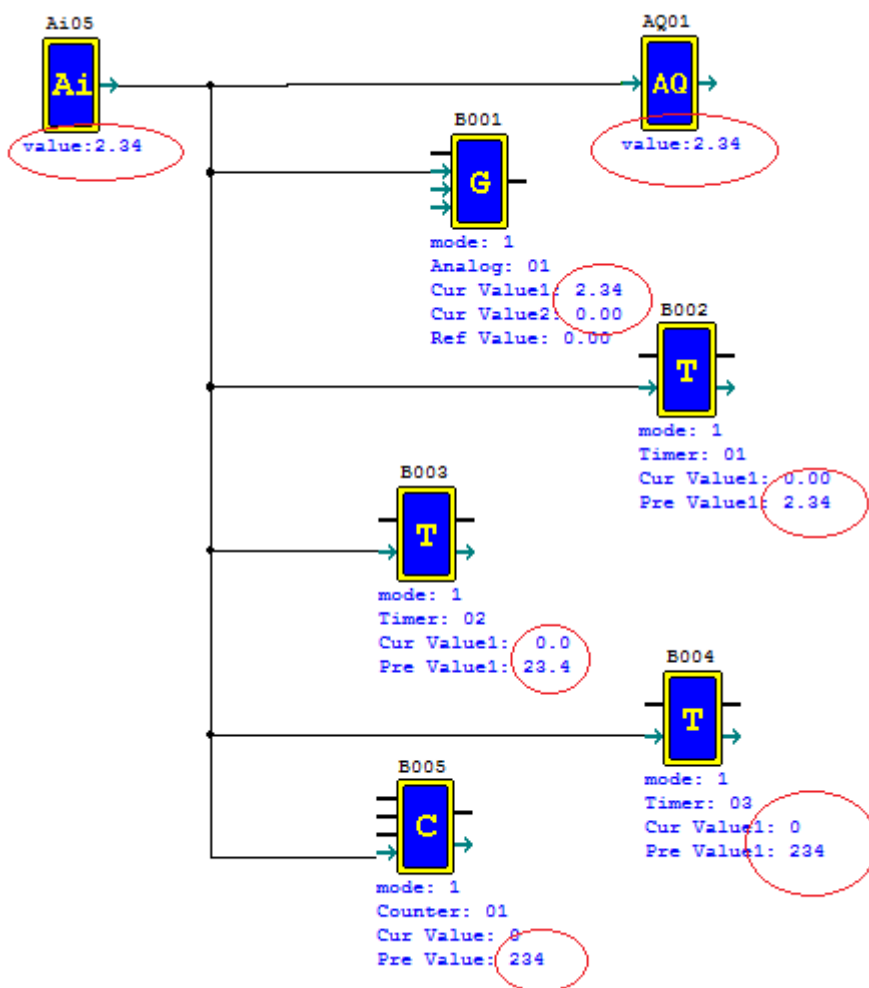 Ai05
Ai
value:2.34
AQ01
AQ
value:2.34
B001
G
mode: 1
Analog: 01
Cur Value1: 2.34
Cur Value2: 0.00
Ref Value: 0.00
B002
T
mode: 1
Timer: 01
Cur Value1: 0.00
Pre Value1: 2.34
B003
T
mode: 1
Timer: 02
Cur Value1: 0.0
Pre Value1: 23.4
B004
T
mode: 1
Timer: 03
Cur Value1: 0
Pre Value1: 234
B005
C
mode: 1
Counter: 01
Cur Value: 0
Pre Value: 234